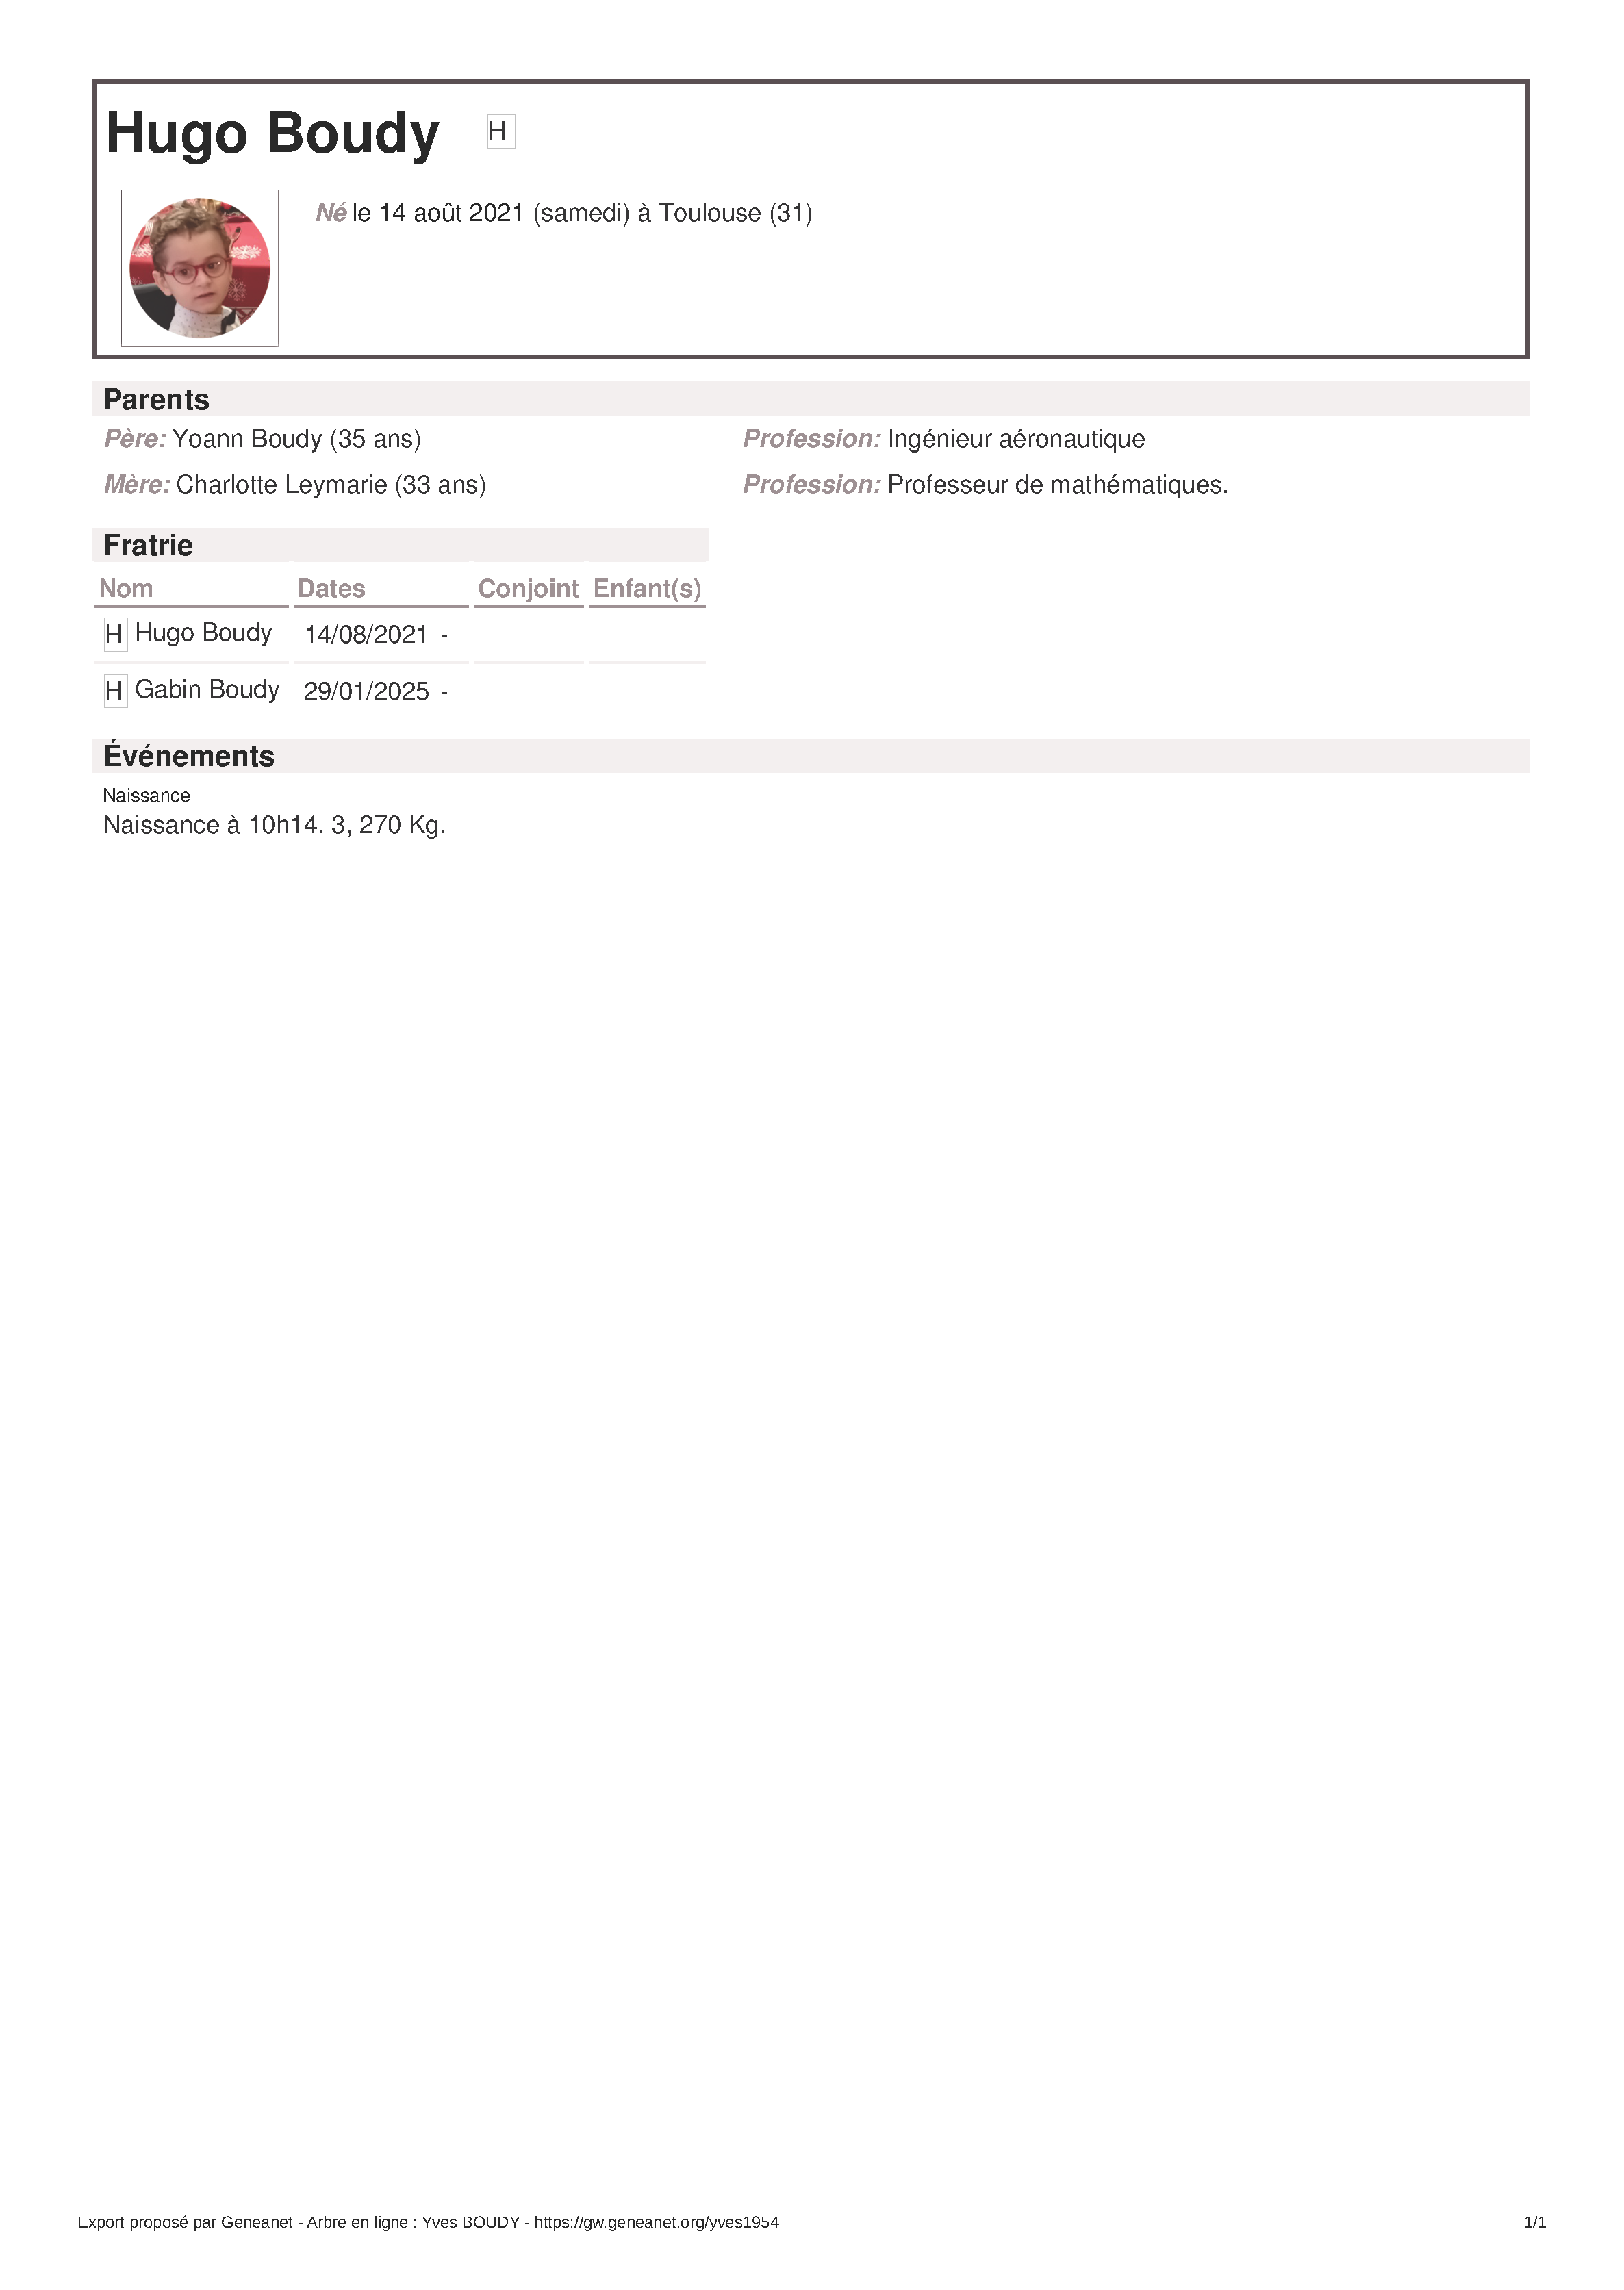 Hugo Boudy H
Né le 14 août 2021 (samedi) à Toulouse (31)
Parents
Père: Yoann Boudy (35 ans) Profession: Ingénieur aéronautique
Mère: Charlotte Leymarie (33 ans) Profession: Professeur de mathématiques.
Fratrie
Nom Dates Conjoint Enfant(s)
H Hugo Boudy 14/08/2021 -
H Gabin Boudy 29/01/2025 -
Événements
Naissance
Naissance à 10h14. 3, 270 Kg.
Export proposé par Geneanet - Arbre en ligne : Yves BOUDY - https://gw.geneanet.org/yves1954 1/1